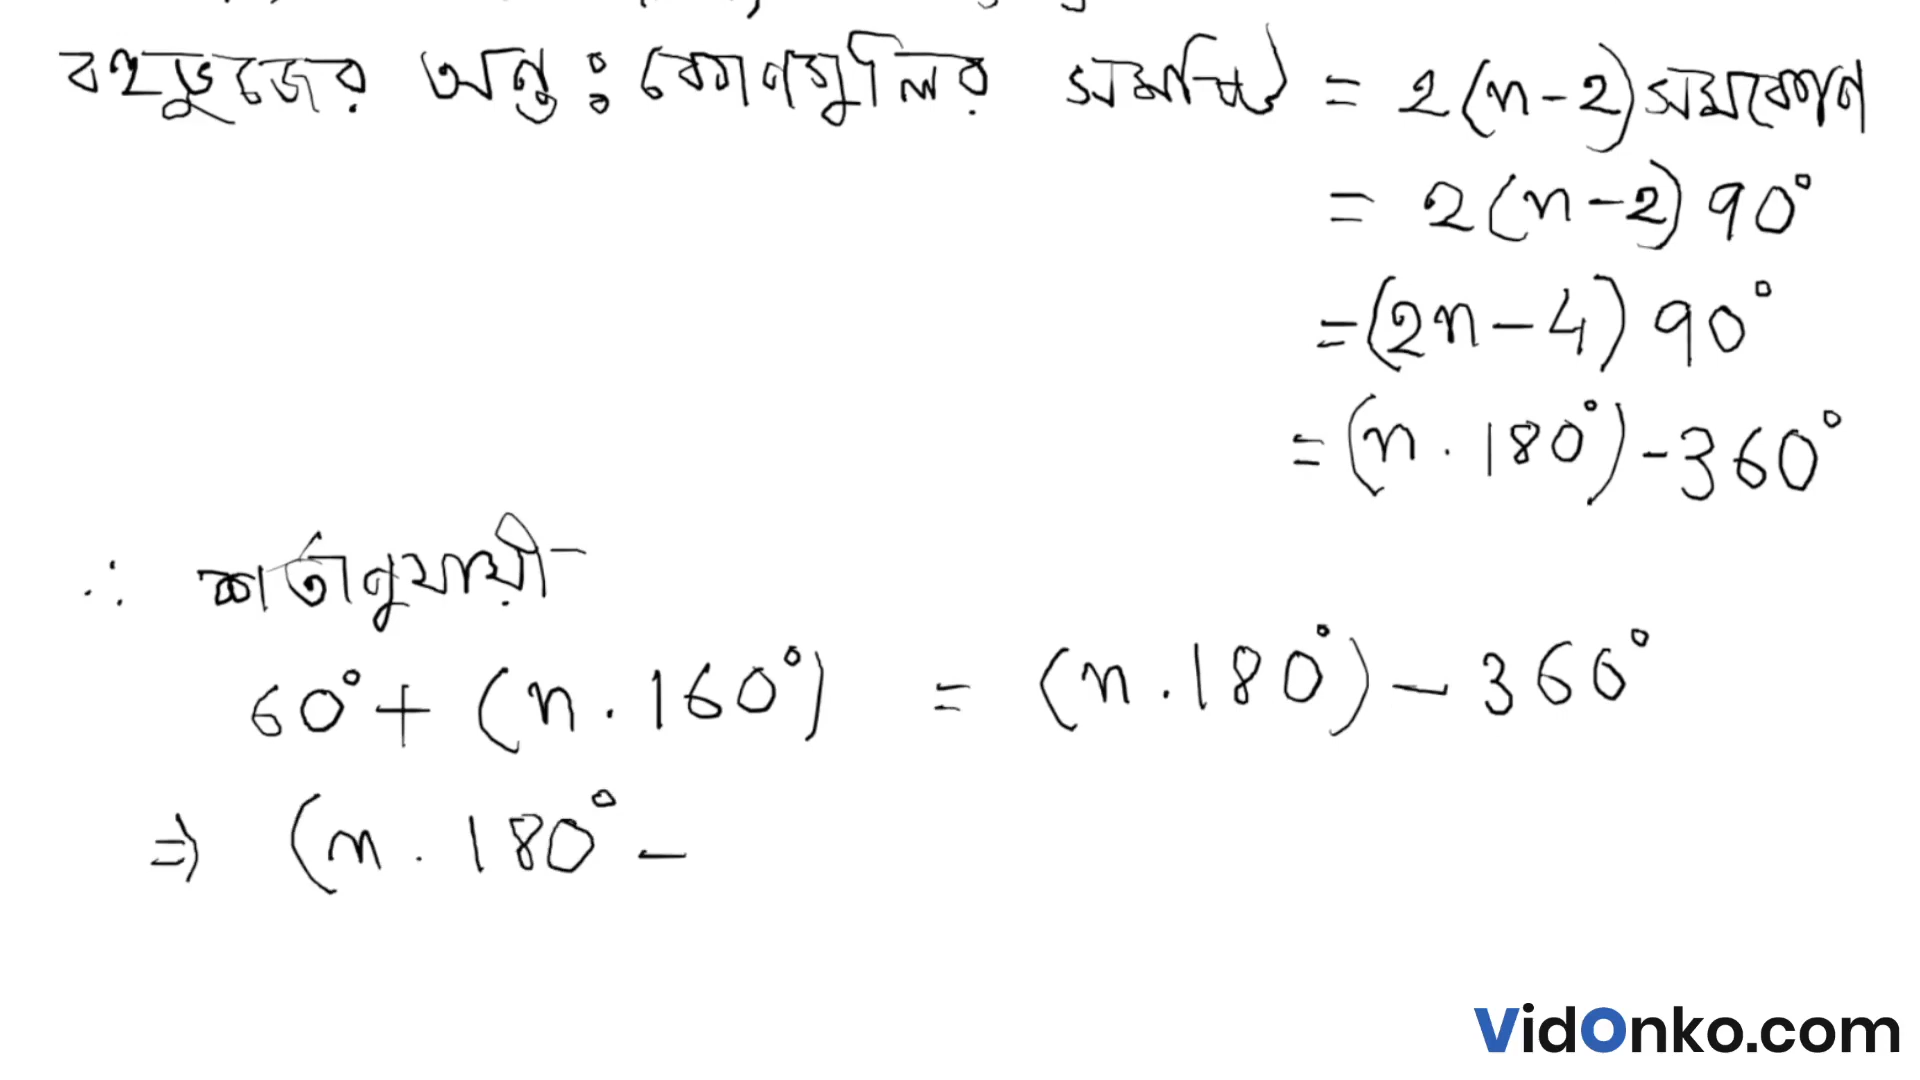 বহুভুজের অন্তঃকোণগুলির সমষ্টি = 2(n-2) সমকোণ
= 2(n-2) 90°
= (2n-4) 90°
= (n . 180°) - 360°
∴ শর্তানুযায়ী -
60° + (n . 160°) = (n . 180°) - 360°
⇒ (n . 180° -
VidOnko.com